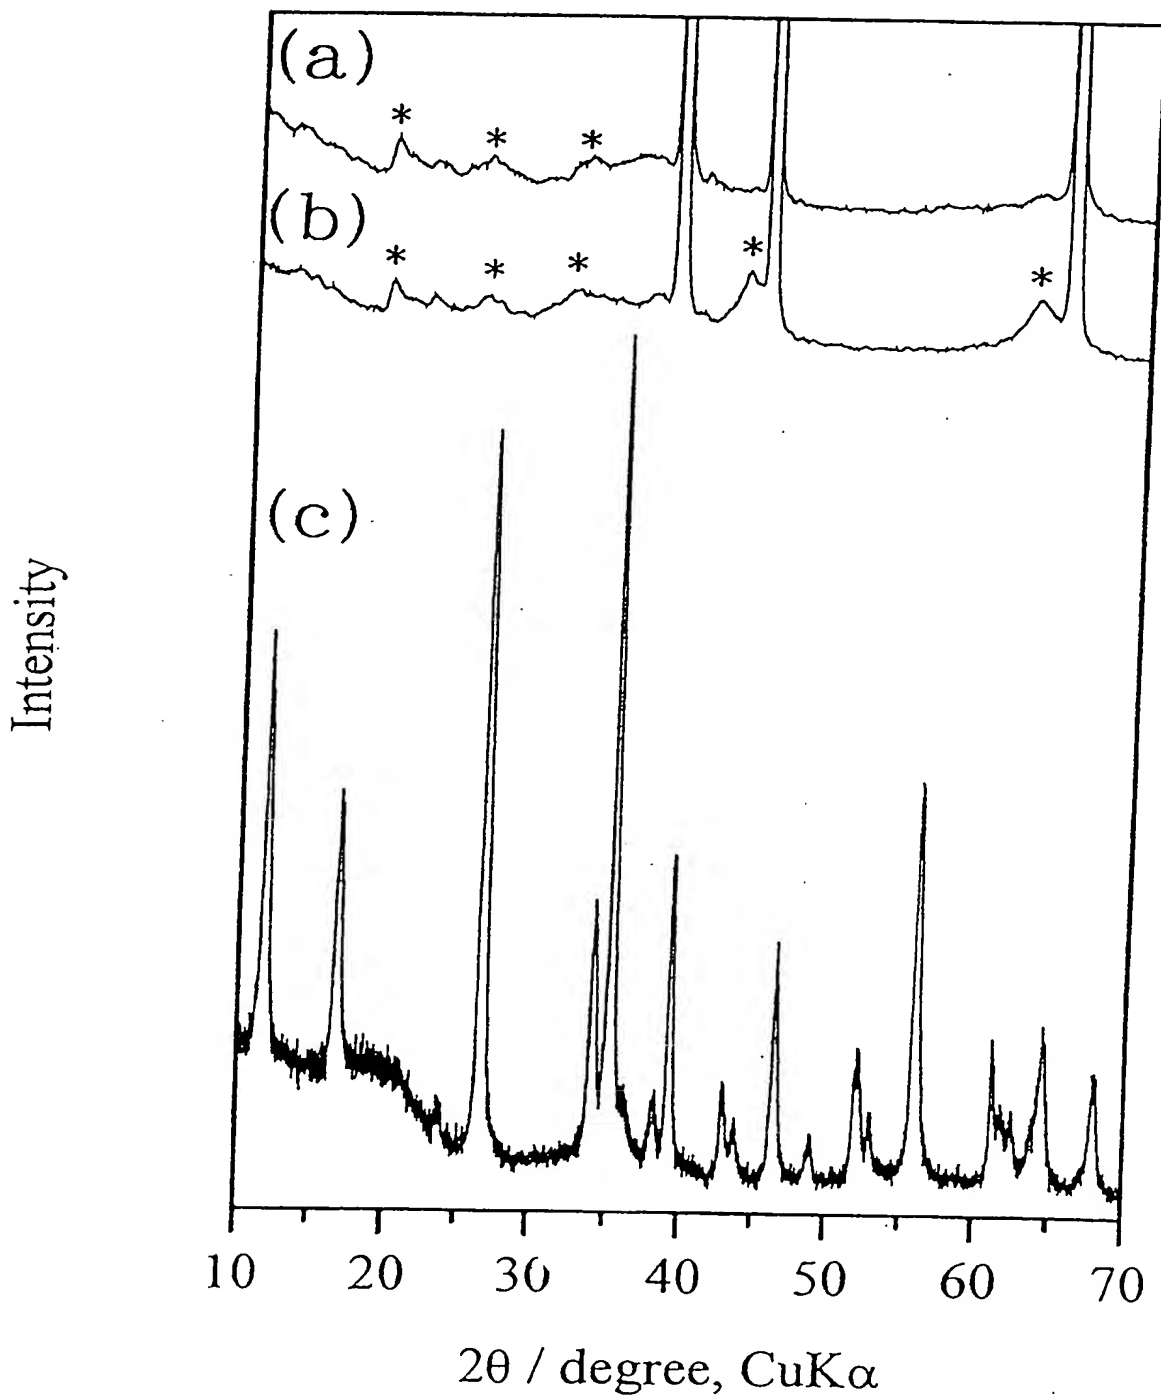 (a)
* * *
(b)
* * * * *
(c)
Intensity
10 20 30 40 50 60 70
2θ / degree, CuKα